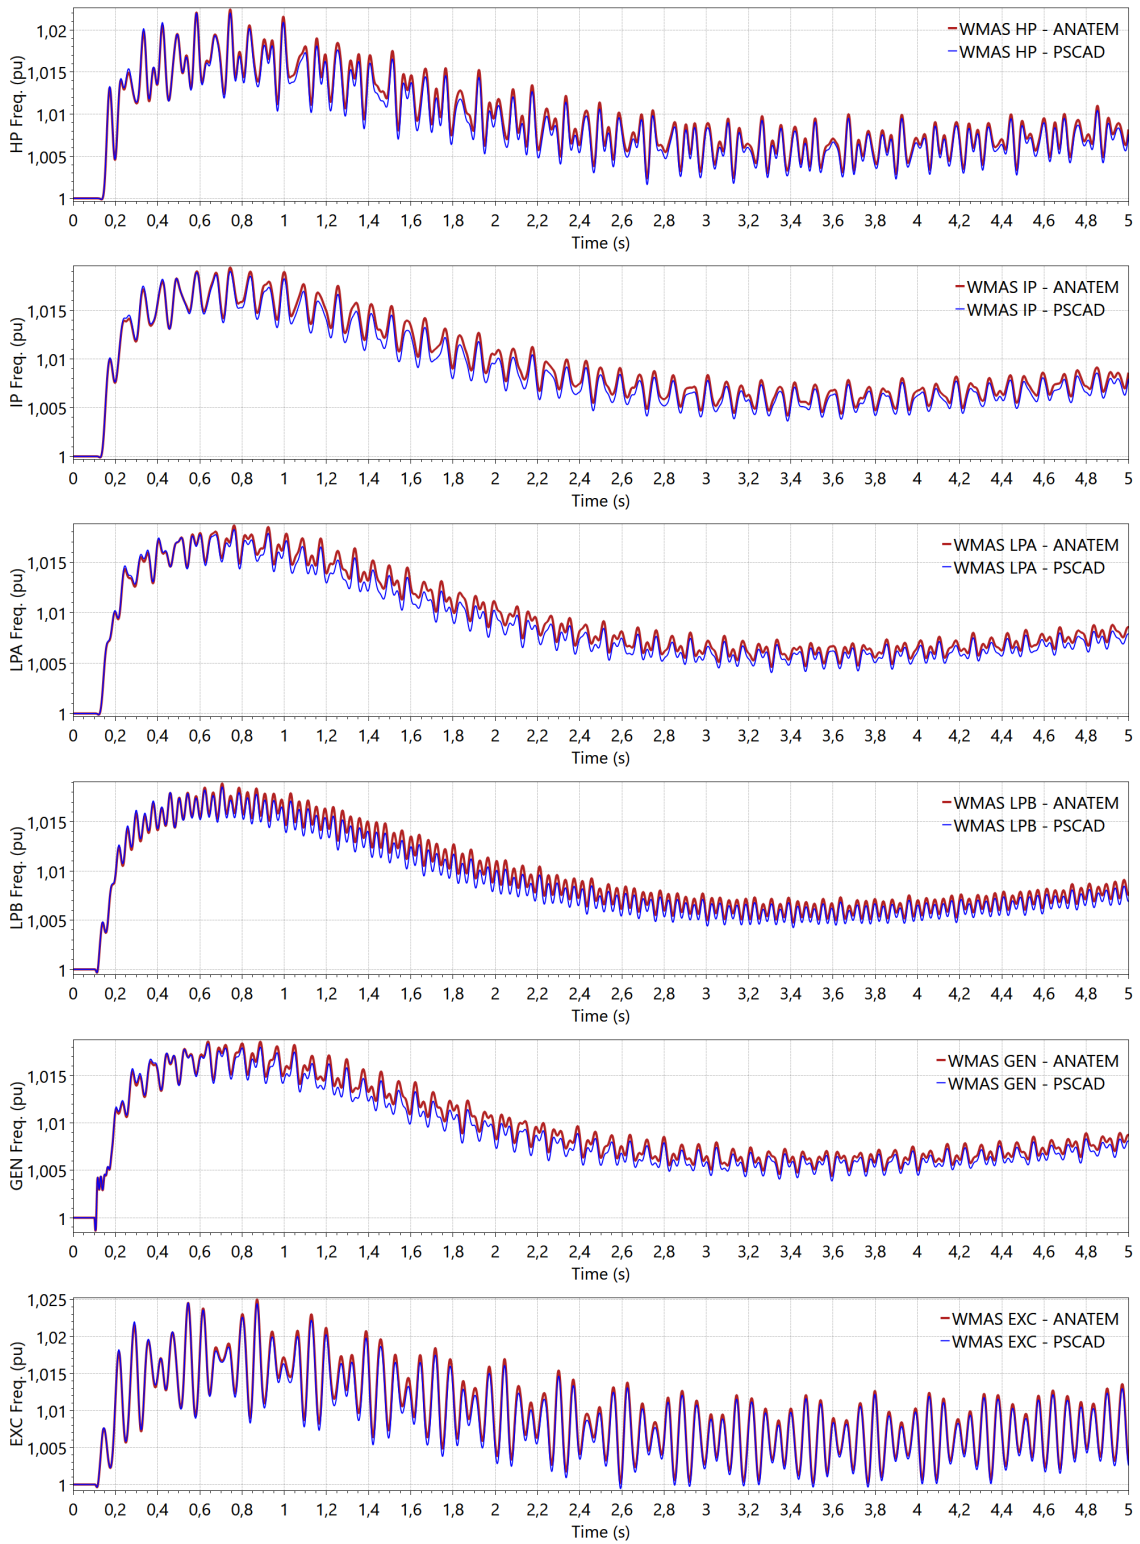 HP Freq. (pu)
1,02
1,015
1,01
1,005
1
WMAS HP - ANATEM
WMAS HP - PSCAD
0 0,2 0,4 0,6 0,8 1 1,2 1,4 1,6 1,8 2 2,2 2,4 2,6 2,8 3 3,2 3,4 3,6 3,8 4 4,2 4,4 4,6 4,8 5
Time (s)
IP Freq. (pu)
1,015
1,01
1,005
1
WMAS IP - ANATEM
WMAS IP - PSCAD
0 0,2 0,4 0,6 0,8 1 1,2 1,4 1,6 1,8 2 2,2 2,4 2,6 2,8 3 3,2 3,4 3,6 3,8 4 4,2 4,4 4,6 4,8 5
Time (s)
LPA Freq. (pu)
1,015
1,01
1,005
1
WMAS LPA - ANATEM
WMAS LPA - PSCAD
0 0,2 0,4 0,6 0,8 1 1,2 1,4 1,6 1,8 2 2,2 2,4 2,6 2,8 3 3,2 3,4 3,6 3,8 4 4,2 4,4 4,6 4,8 5
Time (s)
LPB Freq. (pu)
1,015
1,01
1,005
1
WMAS LPB - ANATEM
WMAS LPB - PSCAD
0 0,2 0,4 0,6 0,8 1 1,2 1,4 1,6 1,8 2 2,2 2,4 2,6 2,8 3 3,2 3,4 3,6 3,8 4 4,2 4,4 4,6 4,8 5
Time (s)
GEN Freq. (pu)
1,015
1,01
1,005
1
WMAS GEN - ANATEM
WMAS GEN - PSCAD
0 0,2 0,4 0,6 0,8 1 1,2 1,4 1,6 1,8 2 2,2 2,4 2,6 2,8 3 3,2 3,4 3,6 3,8 4 4,2 4,4 4,6 4,8 5
Time (s)
EXC Freq. (pu)
1,025
1,02
1,015
1,01
1,005
1
WMAS EXC - ANATEM
WMAS EXC - PSCAD
0 0,2 0,4 0,6 0,8 1 1,2 1,4 1,6 1,8 2 2,2 2,4 2,6 2,8 3 3,2 3,4 3,6 3,8 4 4,2 4,4 4,6 4,8 5
Time (s)